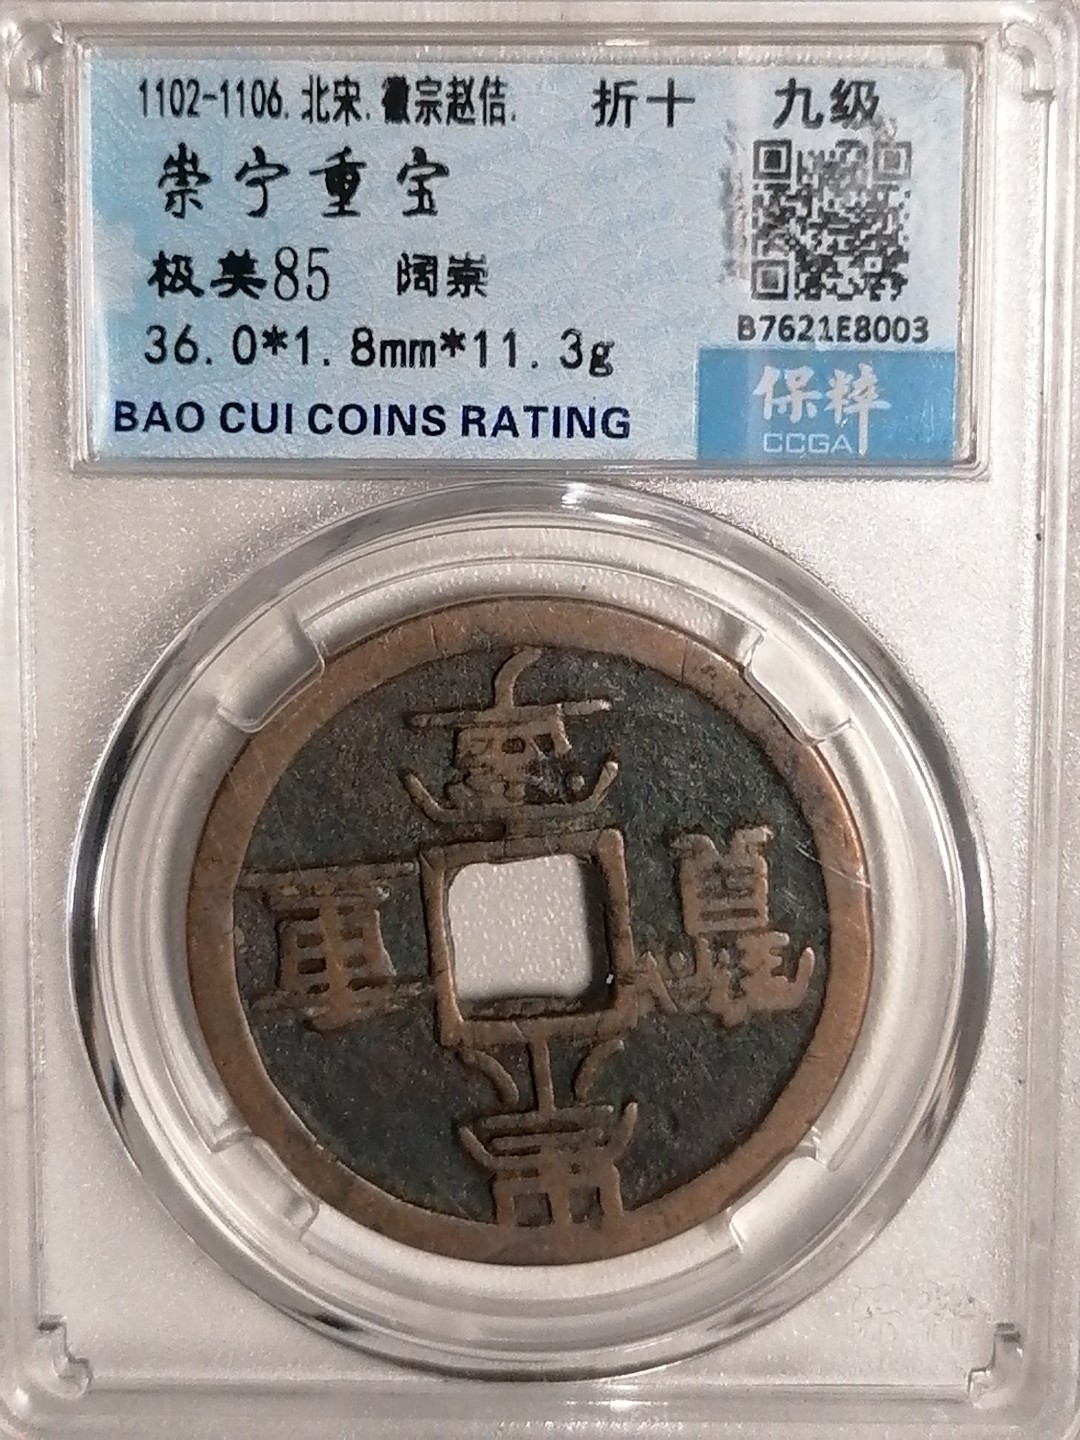 1102-1106.北宋.徽宗赵佶. 折十 九级
崇宁重宝
极美85 阔崇
36.0*1.8mm*11.3g
B7621E8003
BAO CUI COINS RATING
保粹
CCGA
崇
寶 重
寧